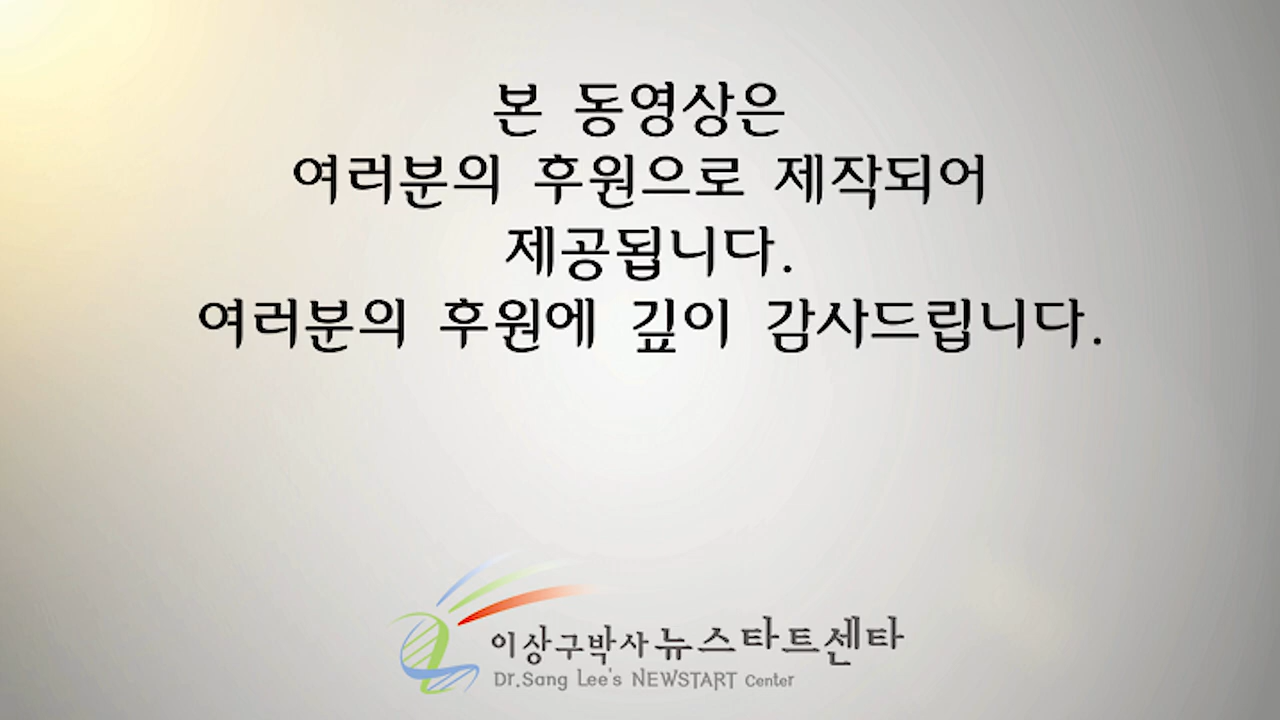 본 동영상은
여러분의 후원으로 제작되어
제공됩니다.
여러분의 후원에 깊이 감사드립니다.
이상구박사 뉴스타트센타
Dr.Sang Lee's NEWSTART Center